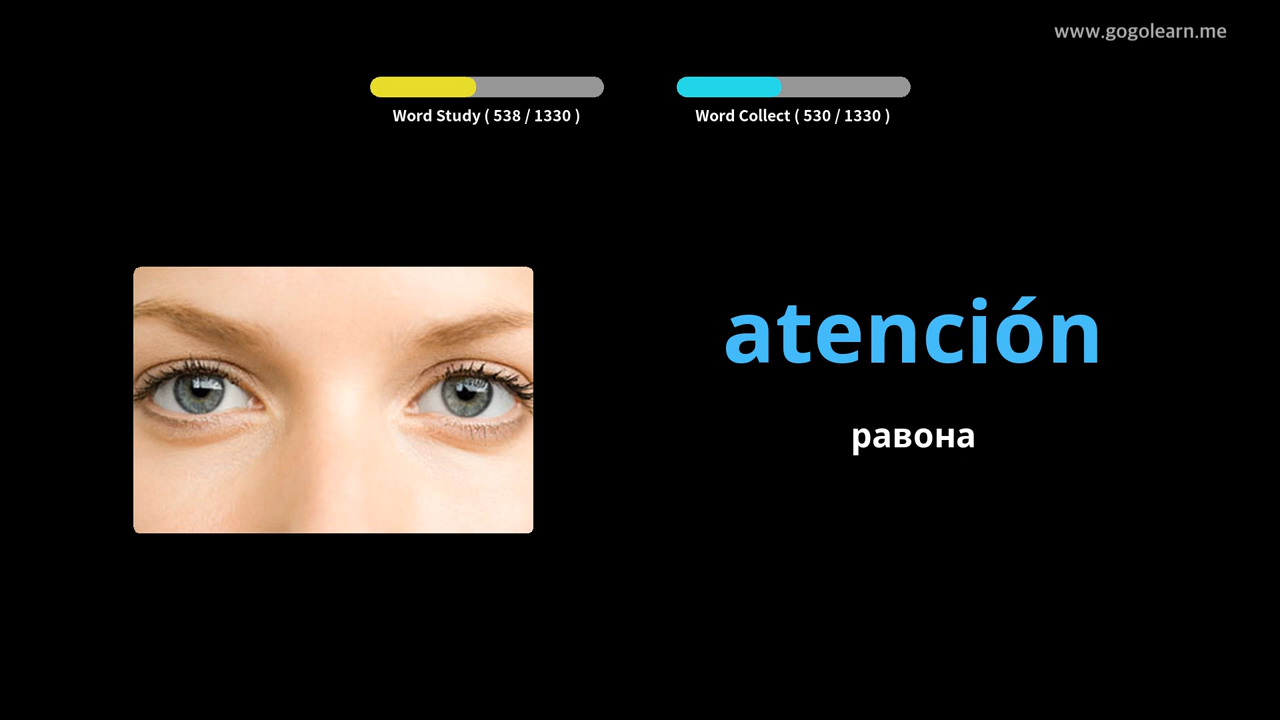 www.gogolearn.me
Word Study ( 538 / 1330 )
Word Collect ( 530 / 1330 )
atención
равона